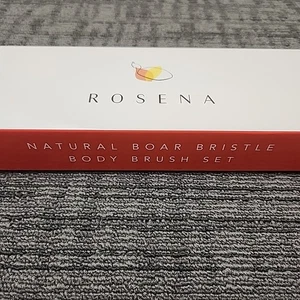 ROSENA
NATURAL BOAR BRISTLE
BODY BRUSH SET